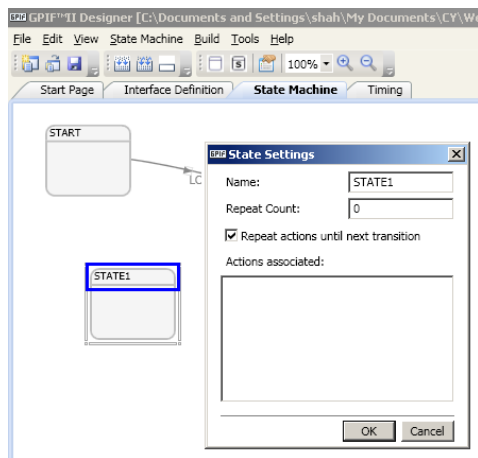 GPIF™II Designer [C:\Documents and Settings\shah\My Documents\CY\We
File Edit View State Machine Build Tools Help
100%
Start Page Interface Definition State Machine Timing
START
LC
State Settings
Name: STATE1
Repeat Count: 0
Repeat actions until next transition
Actions associated:
STATE1
OK Cancel